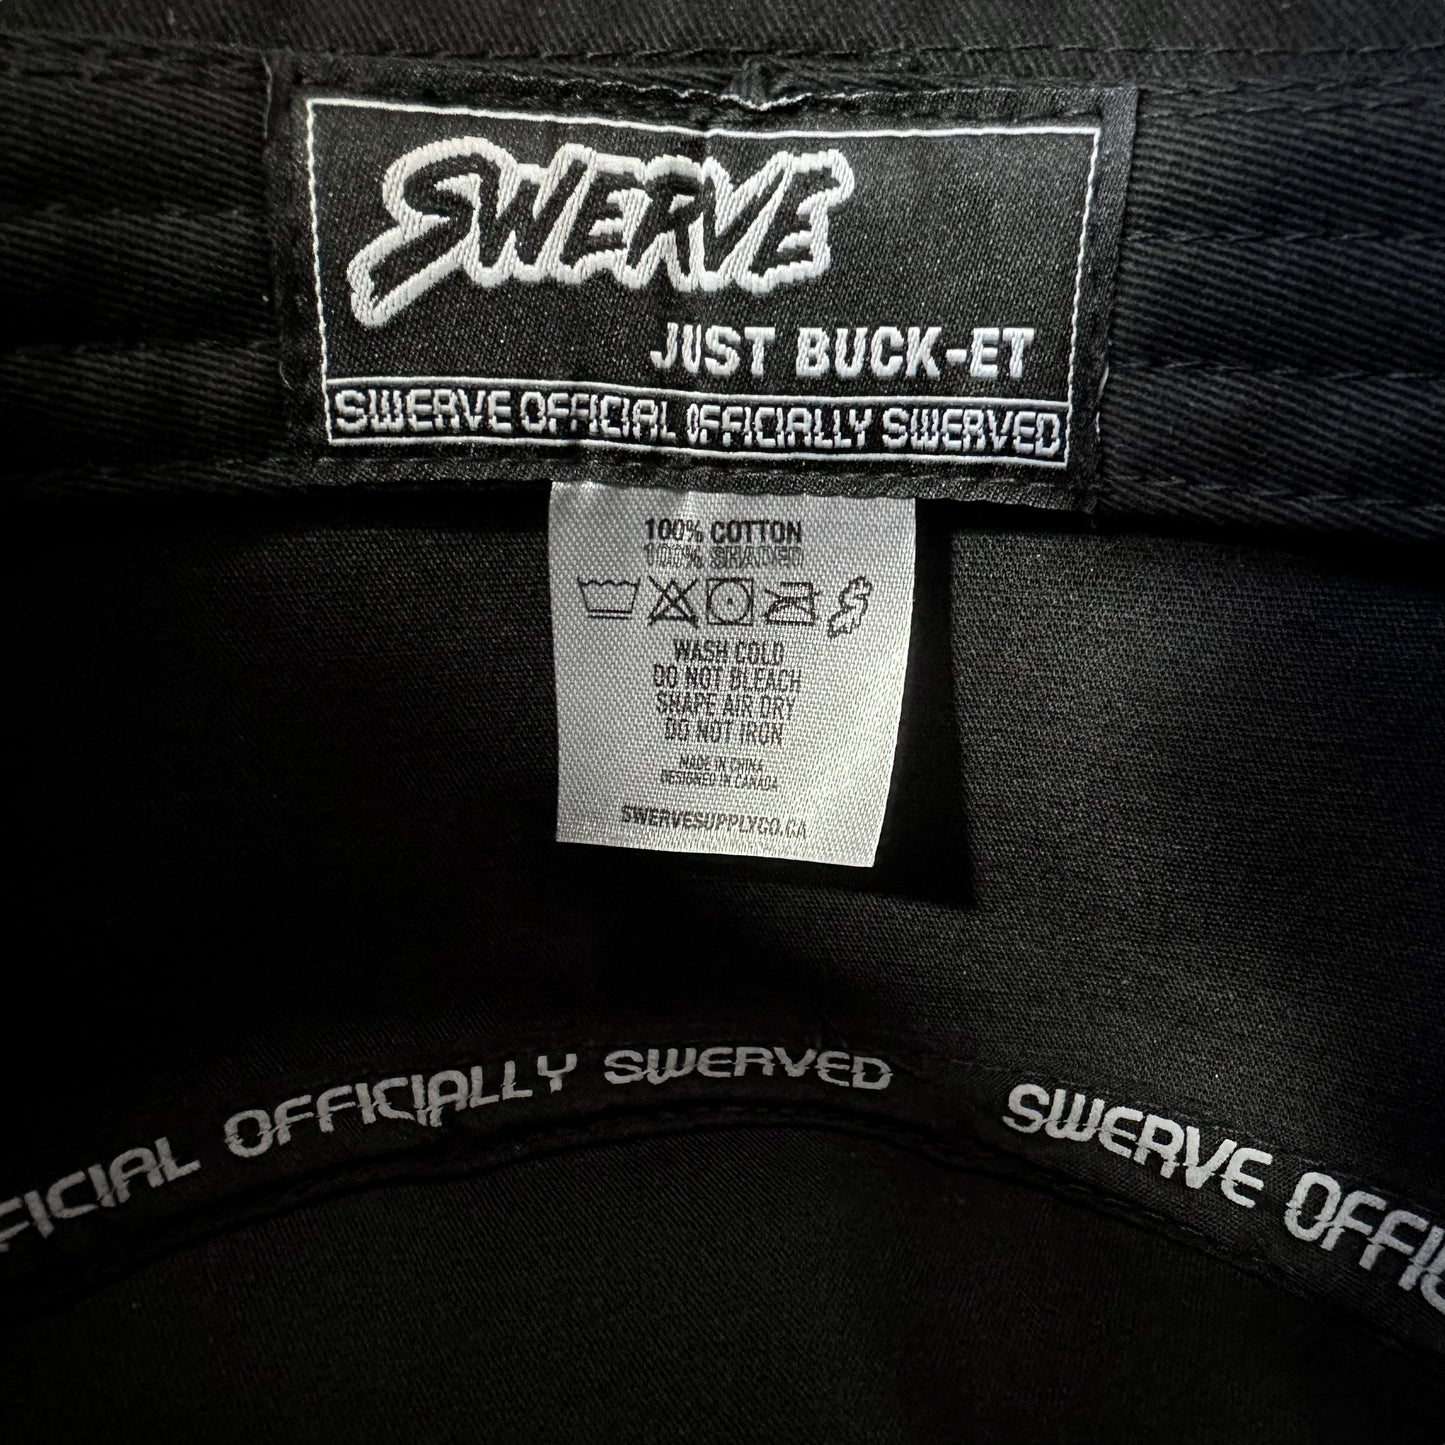 SWERVE
JUST BUCK-ET
SWERVE OFFICIAL OFFICIALLY SWERVED
100% COTTON
100% SHADED
WASH COLD
DO NOT BLEACH
SHAPE AIR DRY
DO NOT IRON
MADE IN CHINA
DESIGNED IN CANADA
SWERVESUPPLYCO.CA
FICIAL OFFICIALLY SWERVED
SWERVE OFFIC